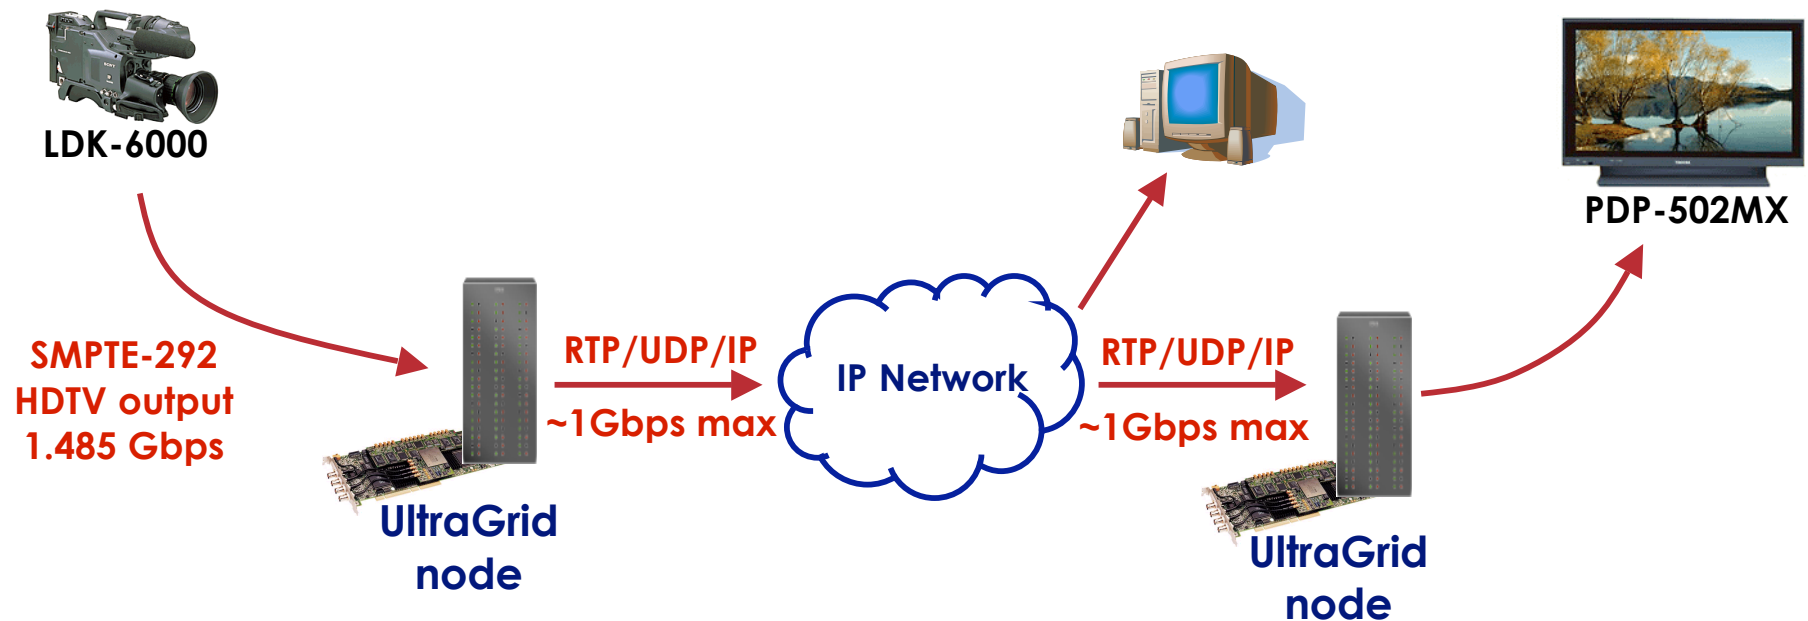 LDK-6000
SMPTE-292
HDTV output
1.485 Gbps
UltraGrid
node
RTP/UDP/IP
~1Gbps max
IP Network
RTP/UDP/IP
~1Gbps max
UltraGrid
node
PDP-502MX
SONY